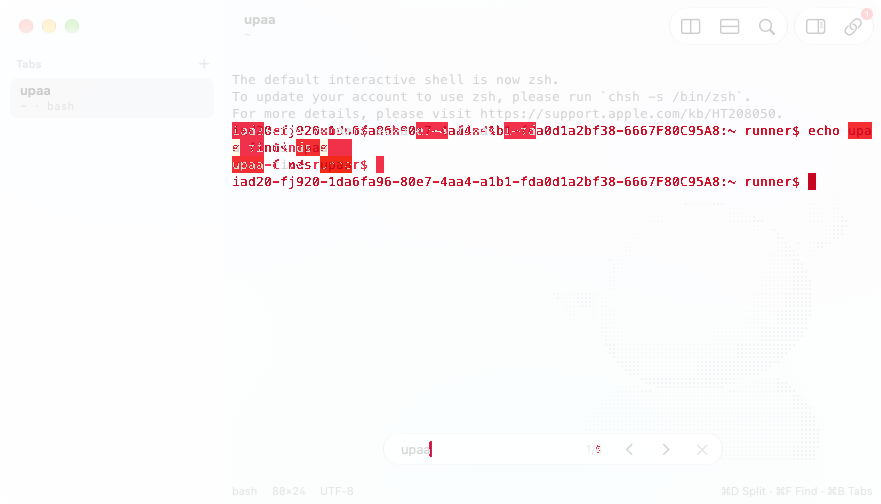 upaa
~
1
Tabs
+
upaa
~ · bash
The default interactive shell is now zsh.
To update your account to use zsh, please run `chsh -s /bin/zsh`.
For more details, please visit https://support.apple.com/kb/HT208050.
runner$ echo upa
iad20-fj920-1da6fa96-80e7-4aa4-a1b1-fda0d1a2bf38-6667F80C95A8:~ runner$
upaa
bash 80×24 UTF-8
⌘D Split · ⌘F Find · ⌘B Tabs